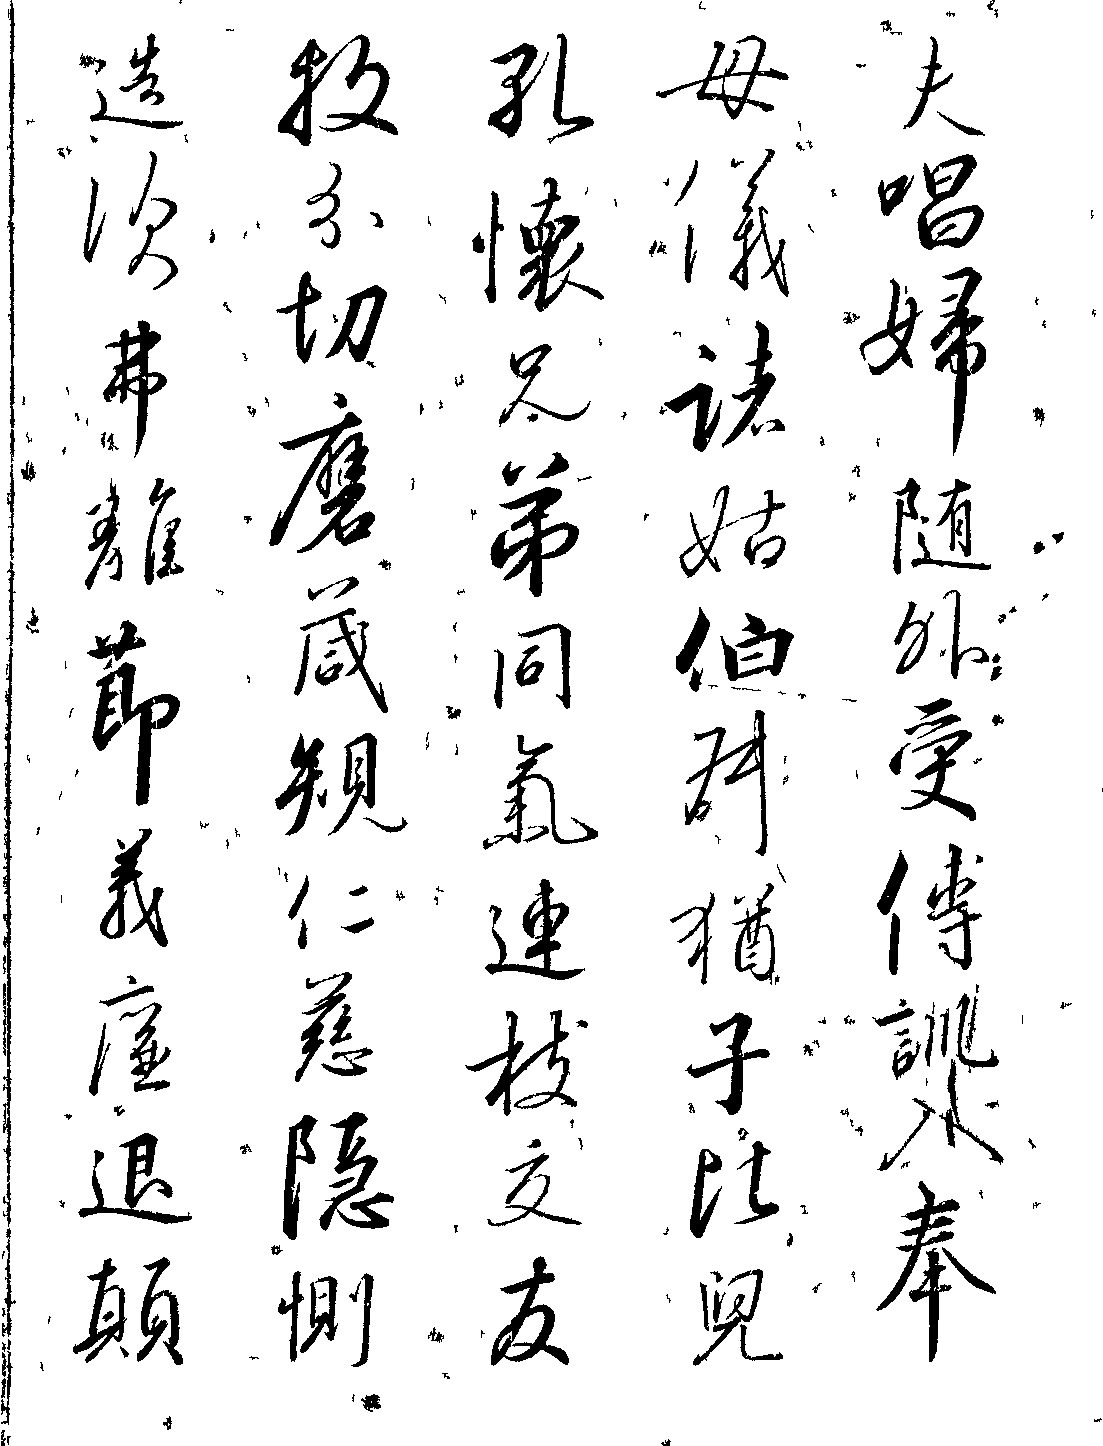 夫唱婦随外受傅訓入奉
母儀諸姑伯叔猶子比兒
孔懷兄弟同氣連枝交友
投分切磨箴規仁慈隠惻
造次弗離節義廉退顛